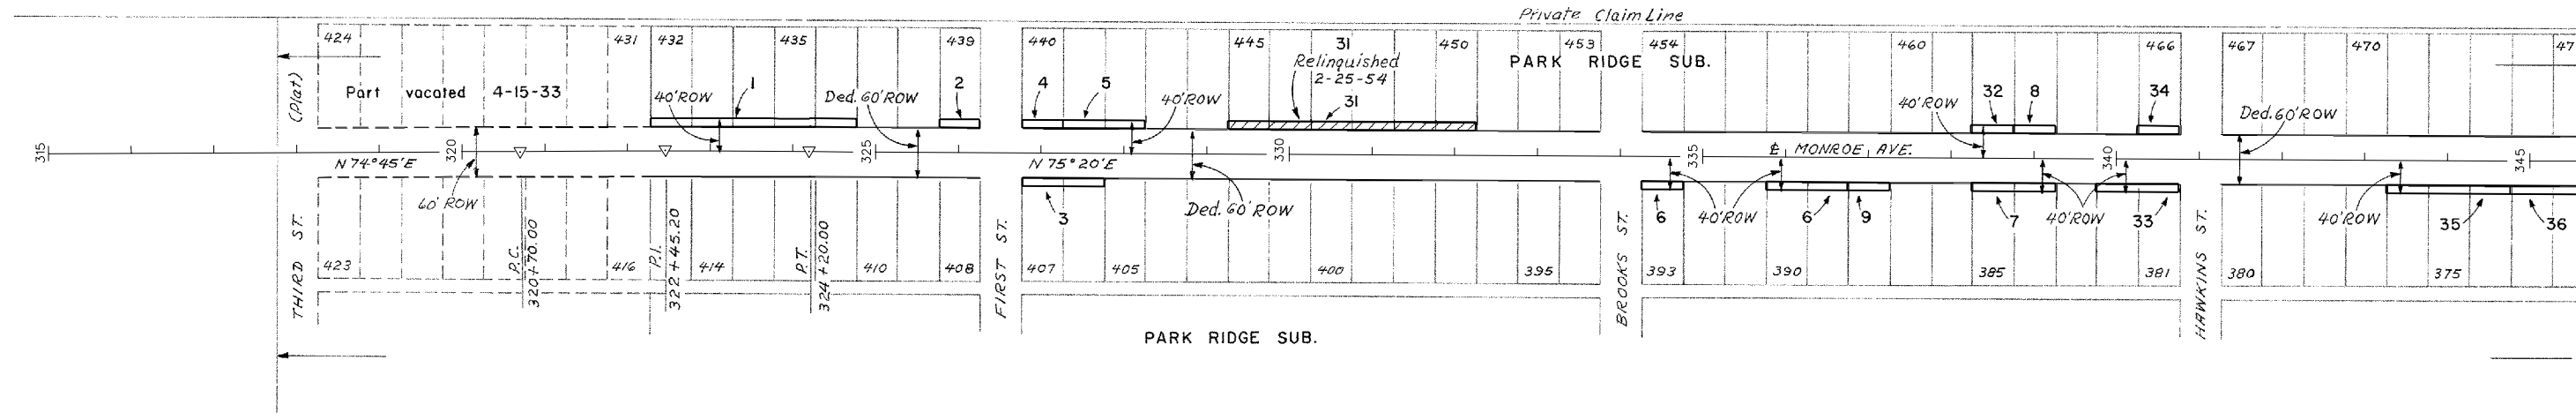 Private Claim Line
424
431
432
435
439
440
445
31
450
453
454
460
466
467
470
47
Relinquished
2-25-54
PARK RIDGE SUB.
(Plat)
Part vacated 4-15-33
40' ROW
1
Ded. 60' ROW
2
4
5
40' ROW
31
40' ROW
32
8
34
Ded. 60' ROW
315
320
325
330
335
340
345
N 74° 45' E
N 75° 20' E
℄ MONROE AVE.
60' ROW
3
Ded. 60' ROW
6
40' ROW
6
9
7
40' ROW
33
40' ROW
35
36
THIRD ST.
P.C.
320+70.00
P.I.
322+45.20
P.T.
324+20.00
FIRST ST.
BROOKS ST.
HAWKINS ST.
423
416
414
410
408
407
405
400
395
393
390
385
381
380
375
PARK RIDGE SUB.